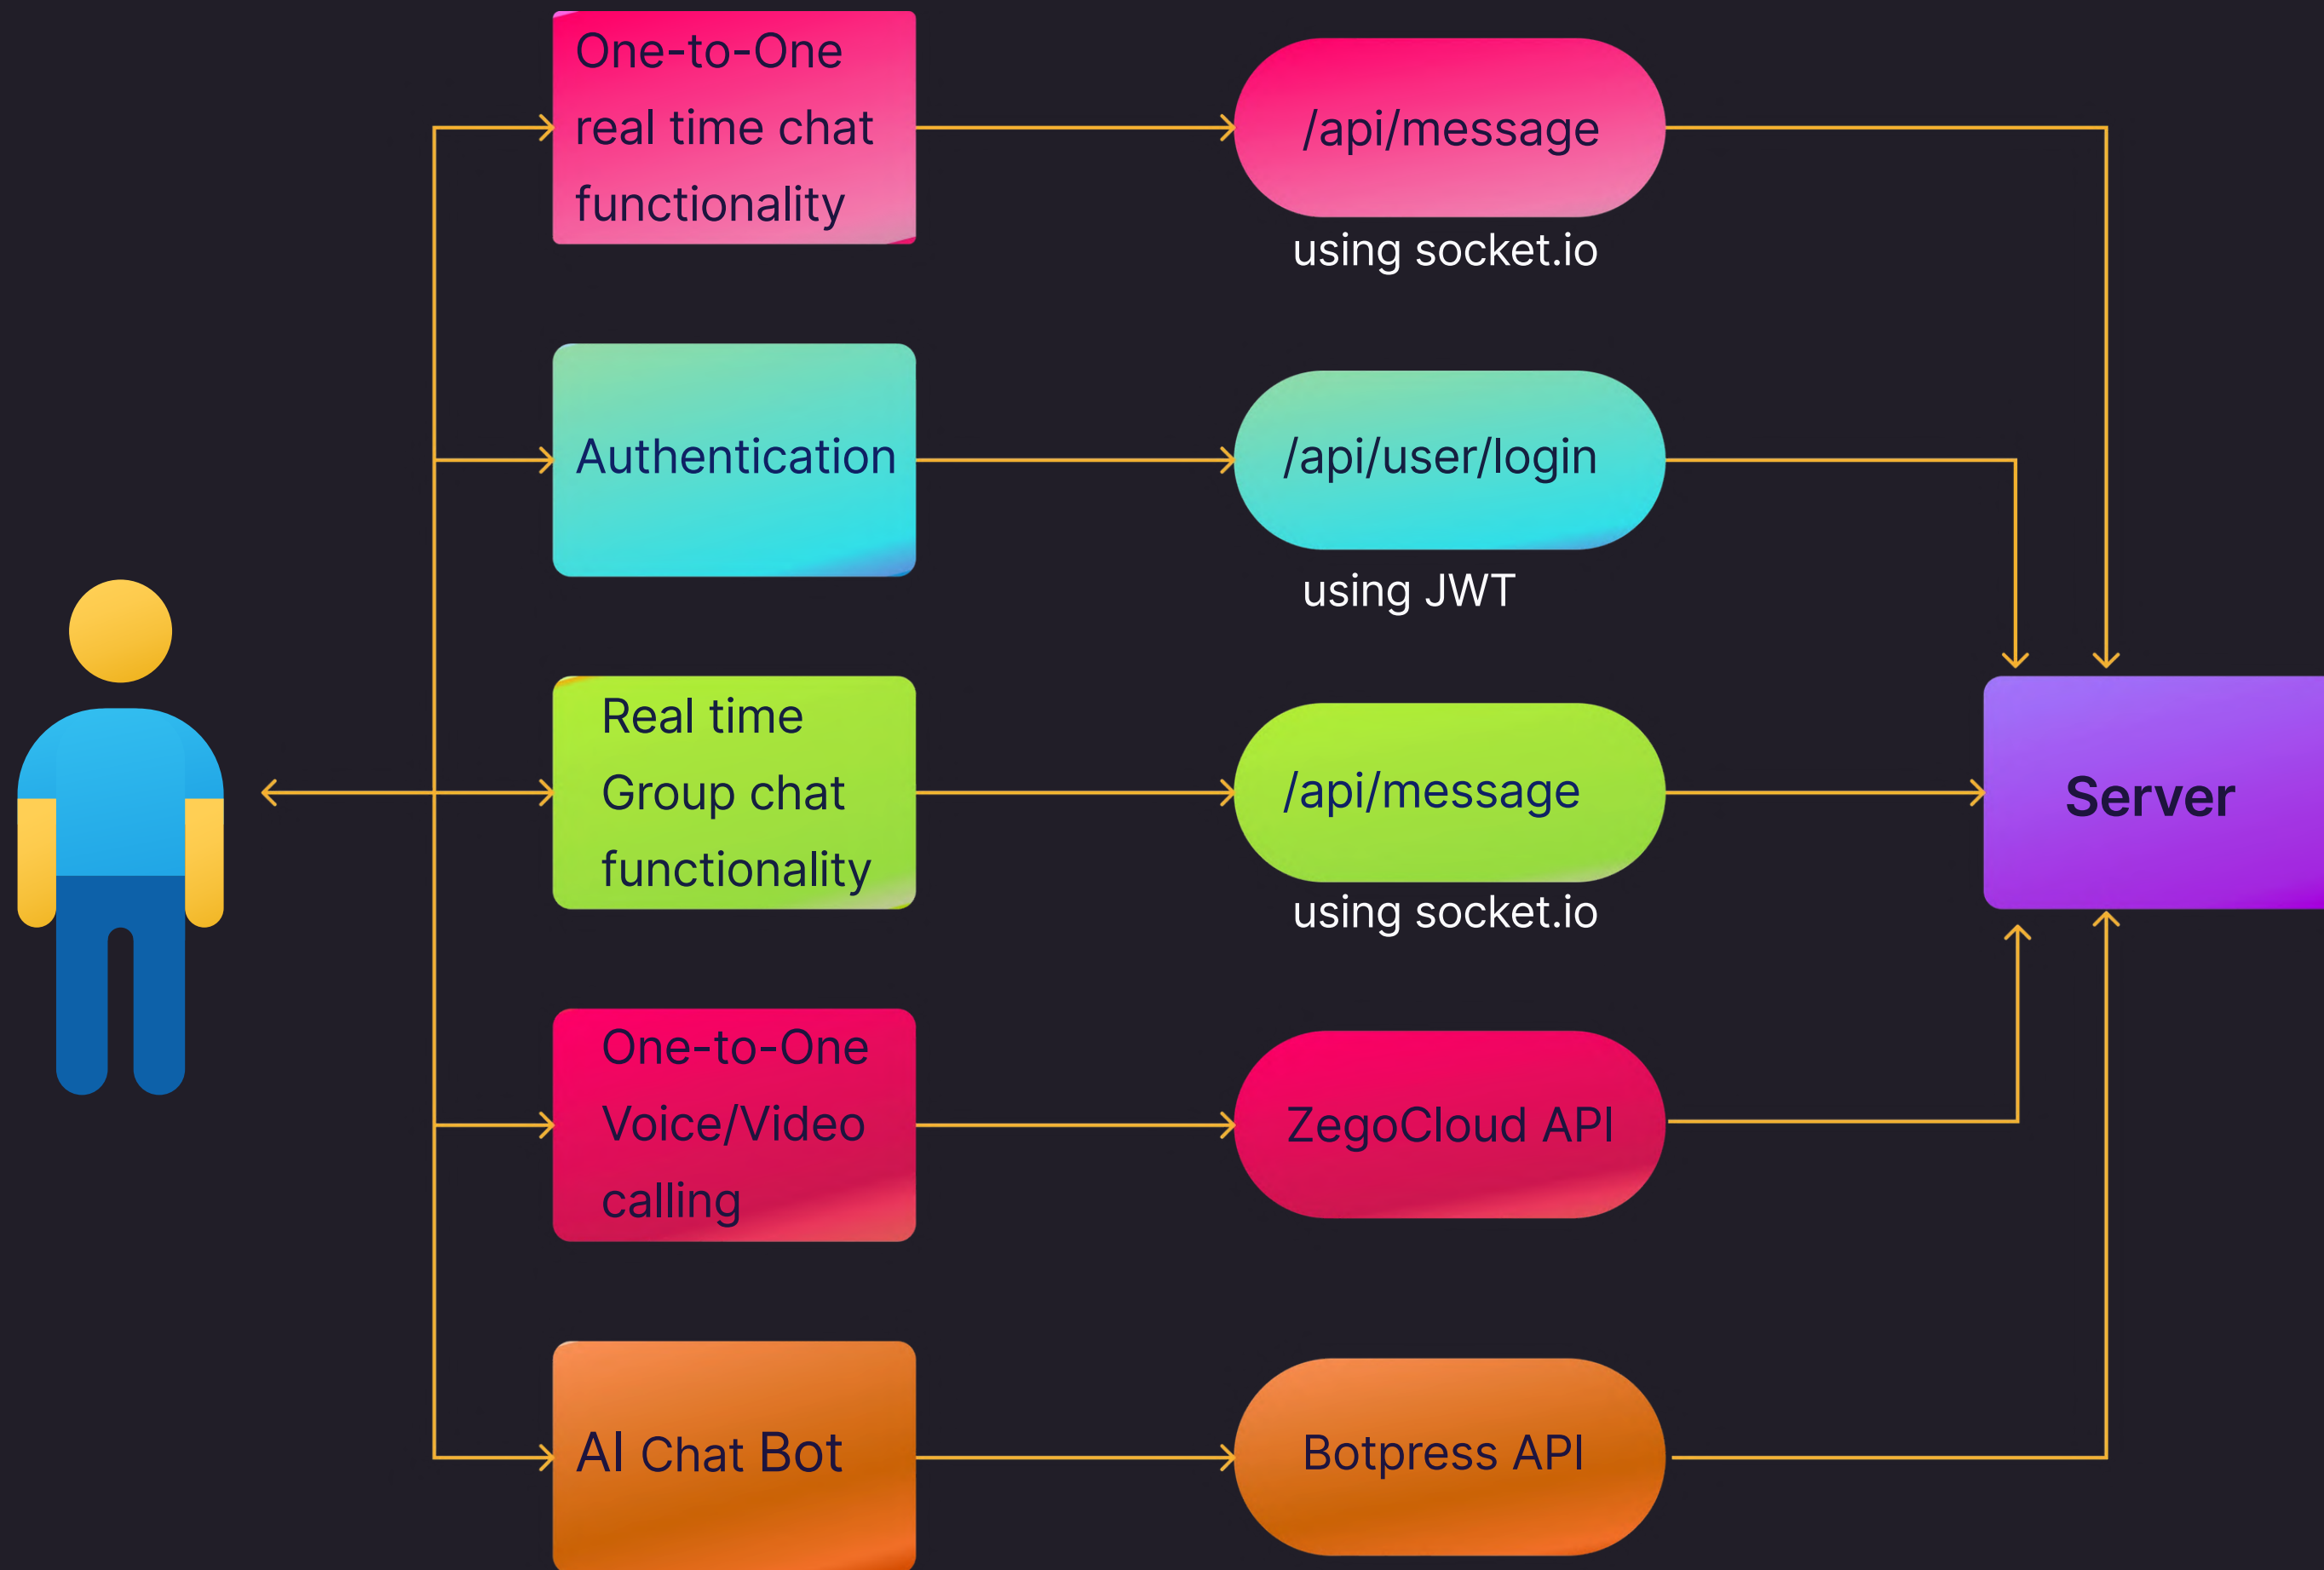 One-to-One
real time chat
functionality
/api/message
using socket.io
Authentication
/api/user/login
using JWT
Real time
Group chat
functionality
/api/message
using socket.io
Server
One-to-One
Voice/Video
calling
ZegoCloud API
AI Chat Bot
Botpress API